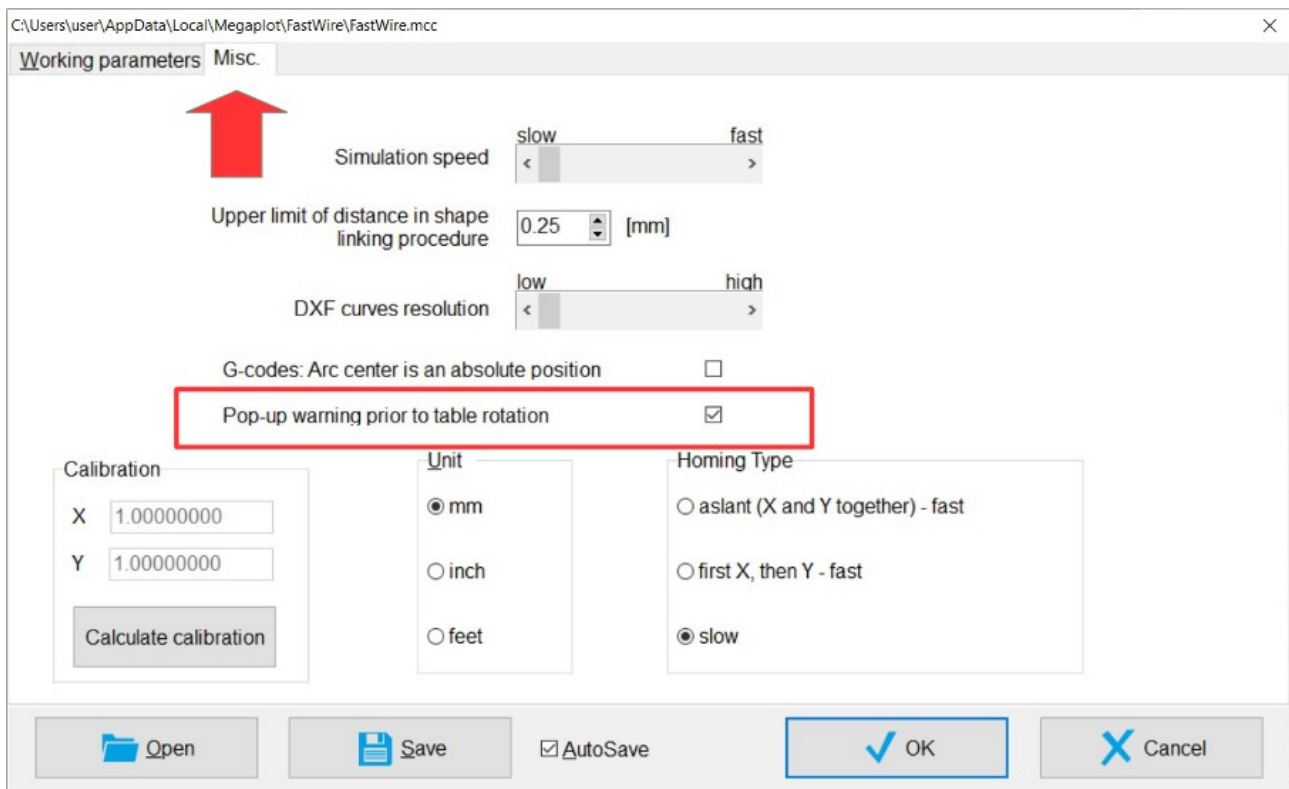 C:\Users\user\AppData\Local\Megaplot\FastWire\FastWire.mcc
Working parameters Misc.
slow fast
Simulation speed
Upper limit of distance in shape
linking procedure
0.25 [mm]
low high
DXF curves resolution
G-codes: Arc center is an absolute position
Pop-up warning prior to table rotation
Calibration
X 1.00000000
Y 1.00000000
Calculate calibration
Unit
mm
inch
feet
Homing Type
aslant (X and Y together) - fast
first X, then Y - fast
slow
Open Save AutoSave OK Cancel